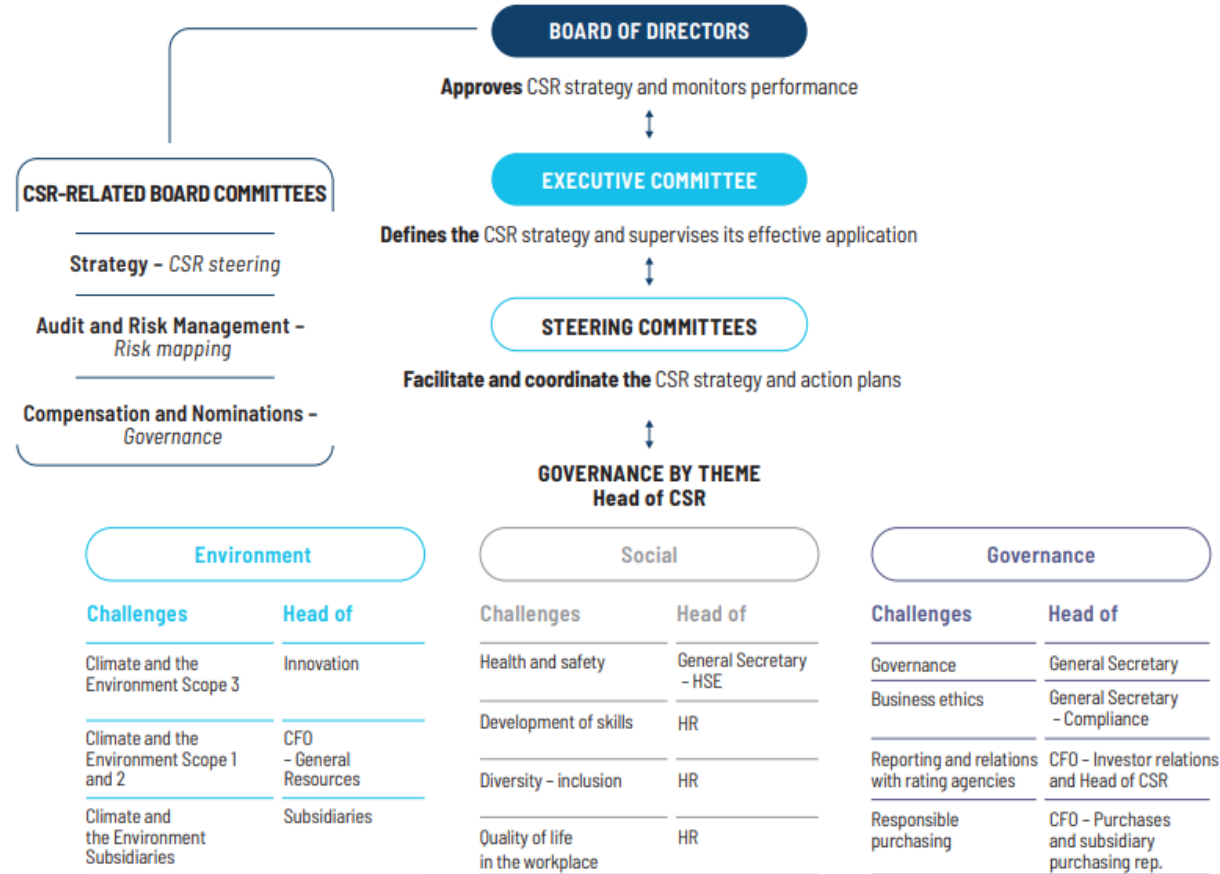 BOARD OF DIRECTORS
Approves CSR strategy and monitors performance
CSR-RELATED BOARD COMMITTEES
Strategy – CSR steering
Audit and Risk Management –
Risk mapping
Compensation and Nominations –
Governance
EXECUTIVE COMMITTEE
Defines the CSR strategy and supervises its effective application
STEERING COMMITTEES
Facilitate and coordinate the CSR strategy and action plans
GOVERNANCE BY THEME
Head of CSR
Environment
Challenges
Head of
Climate and the
Environment Scope 3
Innovation
Climate and the
Environment Scope 1
and 2
CFO
– General
Resources
Climate and
the Environment
Subsidiaries
Subsidiaries
Social
Challenges
Head of
Health and safety
General Secretary
– HSE
Development of skills
HR
Diversity – inclusion
HR
Quality of life
in the workplace
HR
Governance
Challenges
Head of
Governance
General Secretary
Business ethics
General Secretary
– Compliance
Reporting and relations
with rating agencies
CFO – Investor relations
and Head of CSR
Responsible
purchasing
CFO – Purchases
and subsidiary
purchasing rep.